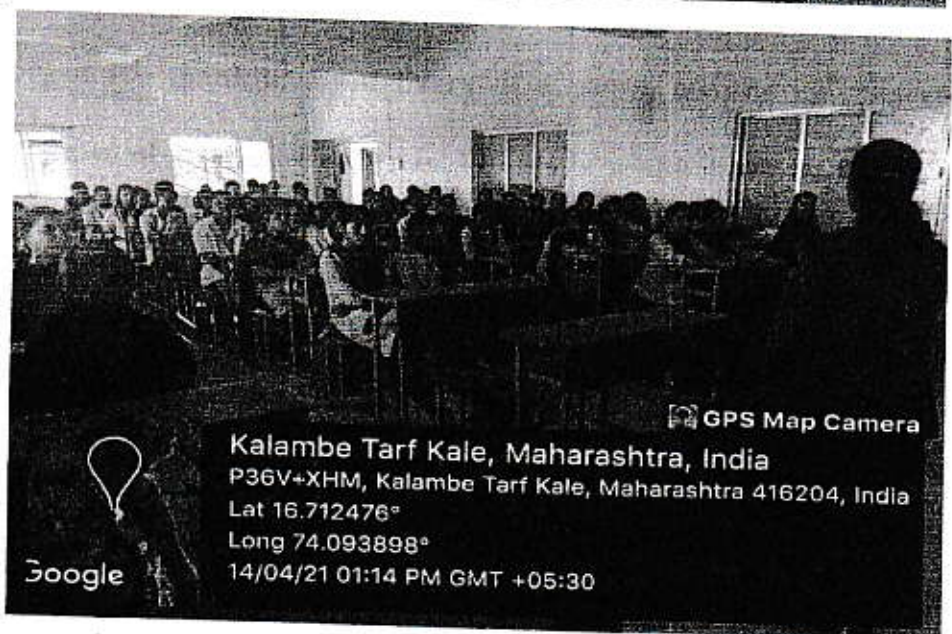 GPS Map Camera
Kalambe Tarf Kale, Maharashtra, India
P36V+XHM, Kalambe Tarf Kale, Maharashtra 416204, India
Lat 16.712476°
Long 74.093898°
14/04/21 01:14 PM GMT +05:30
Google